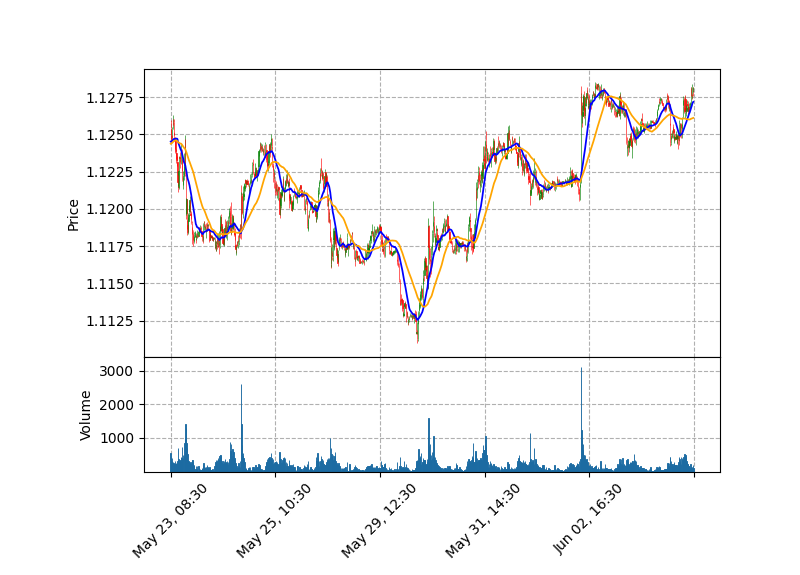 1.1275
1.1250
1.1225
1.1200
1.1175
1.1150
1.1125
Price
3000
2000
1000
Volume
May 23, 08:30
May 25, 10:30
May 29, 12:30
May 31, 14:30
Jun 02, 16:30